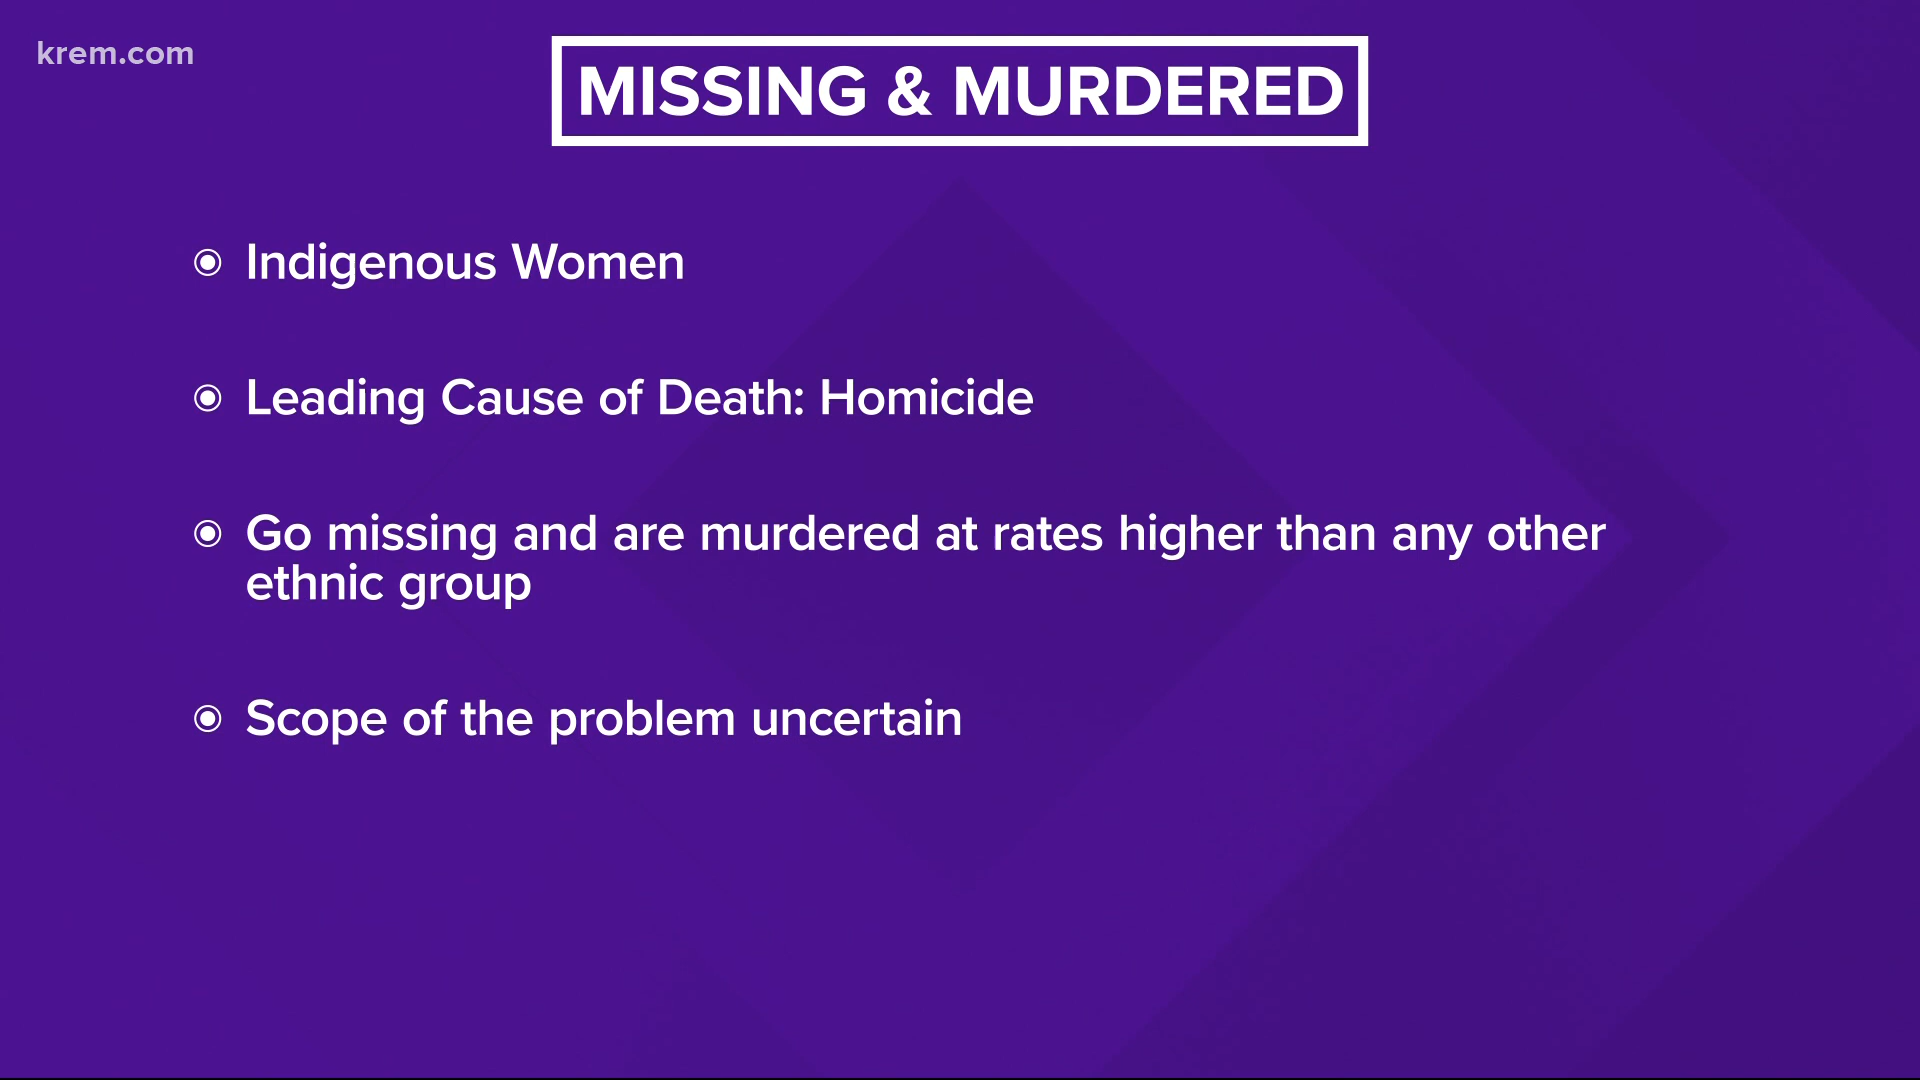 krem.com
MISSING & MURDERED
Indigenous Women
Leading Cause of Death: Homicide
Go missing and are murdered at rates higher than any other
ethnic group
Scope of the problem uncertain